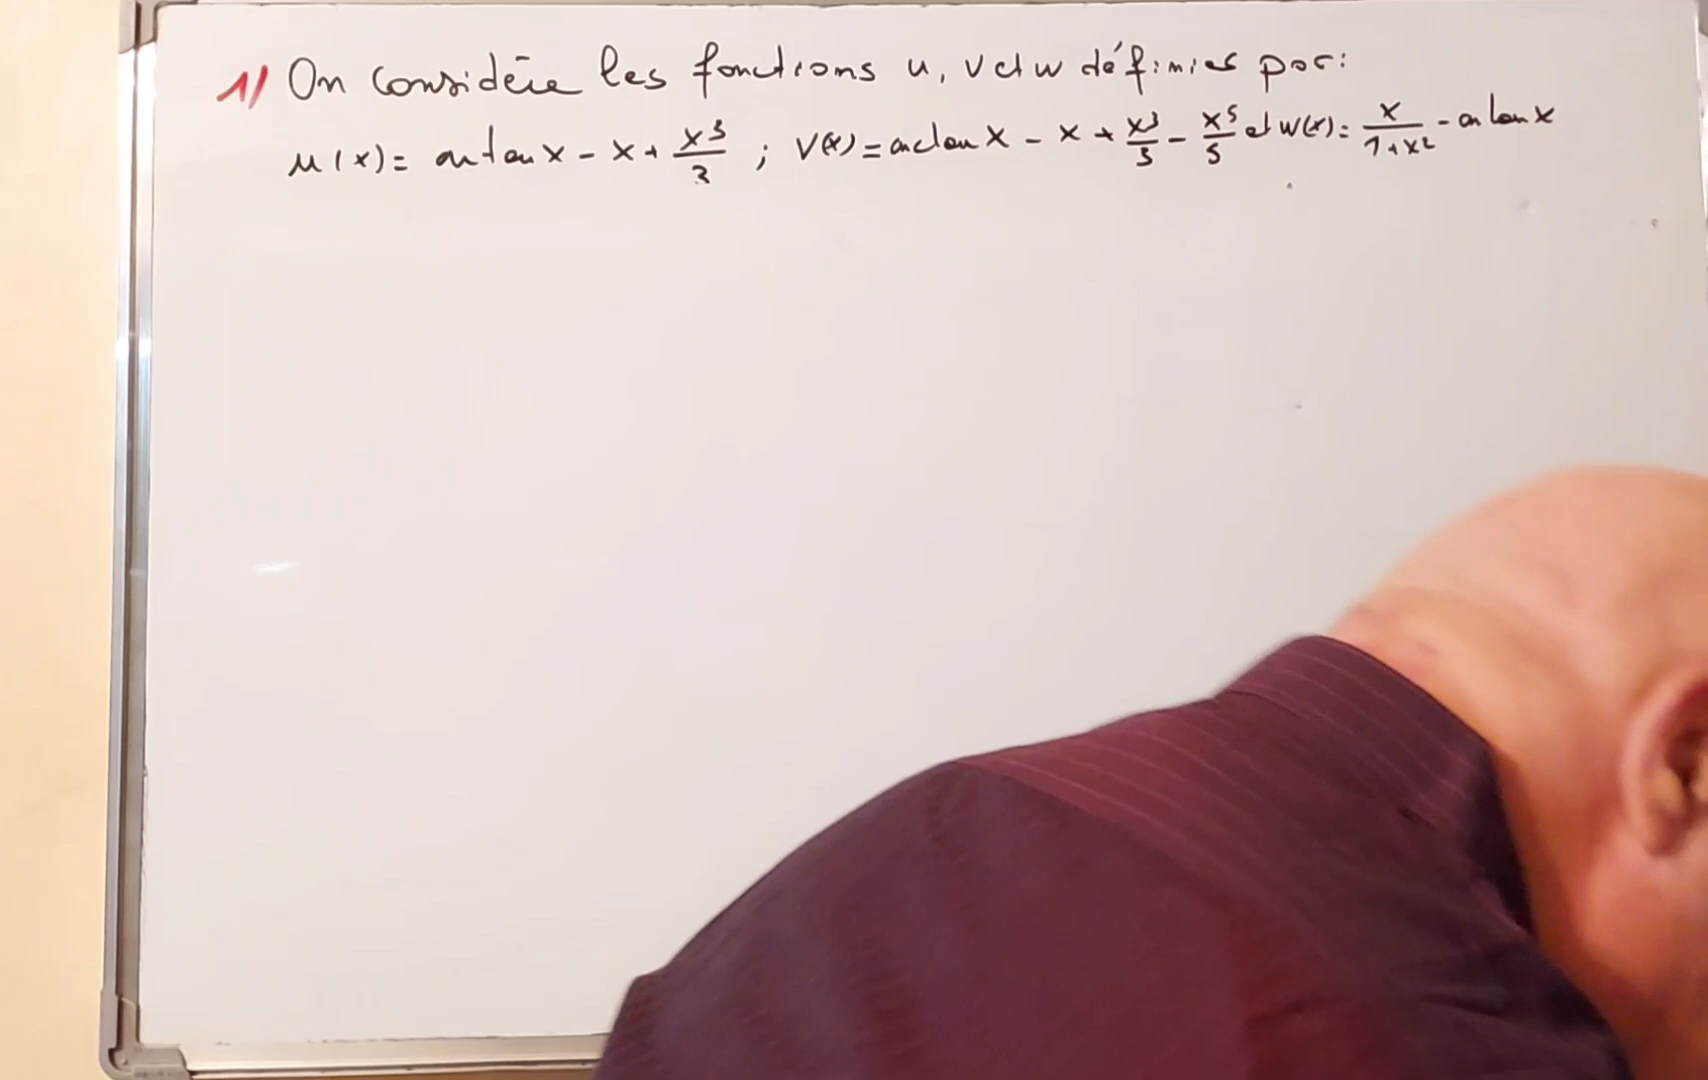 1/ On considère les fonctions u, v et w définies par:
u(x) = arctan x - x + x³/3 ; v(x) = arctan x - x + x³/3 - x⁵/5 et w(x) = x/(1+x²) - arctan x